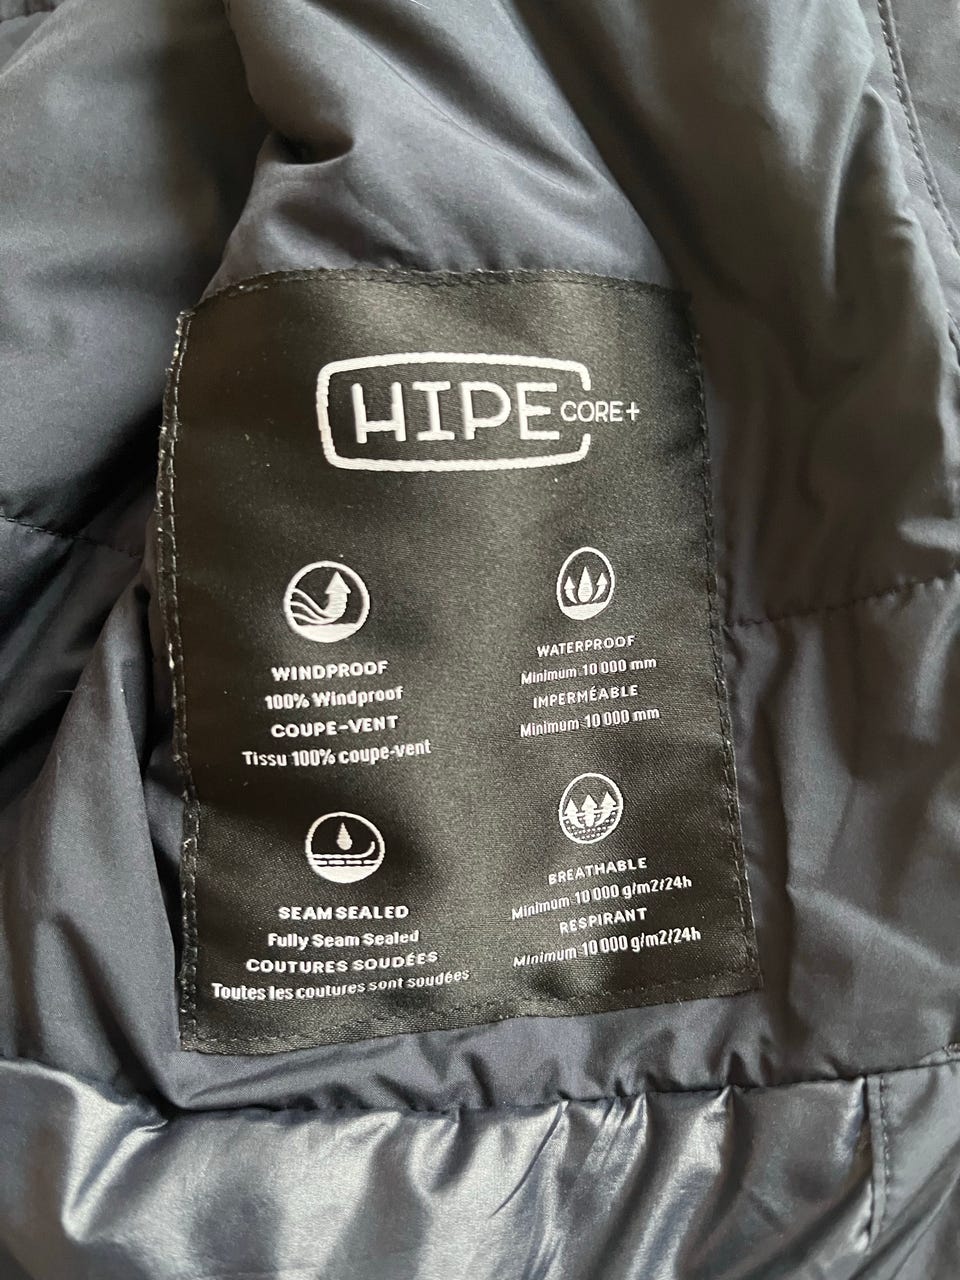 HIPE CORE+
WINDPROOF
100% Windproof
COUPE-VENT
Tissu 100% coupe-vent
WATERPROOF
Minimum 10 000 mm
IMPERMÉABLE
Minimum 10 000 mm
SEAM SEALED
Fully Seam Sealed
COUTURES SOUDÉES
Toutes les coutures sont soudées
BREATHABLE
Minimum 10 000 g/m2/24h
RESPIRANT
Minimum 10 000 g/m2/24h